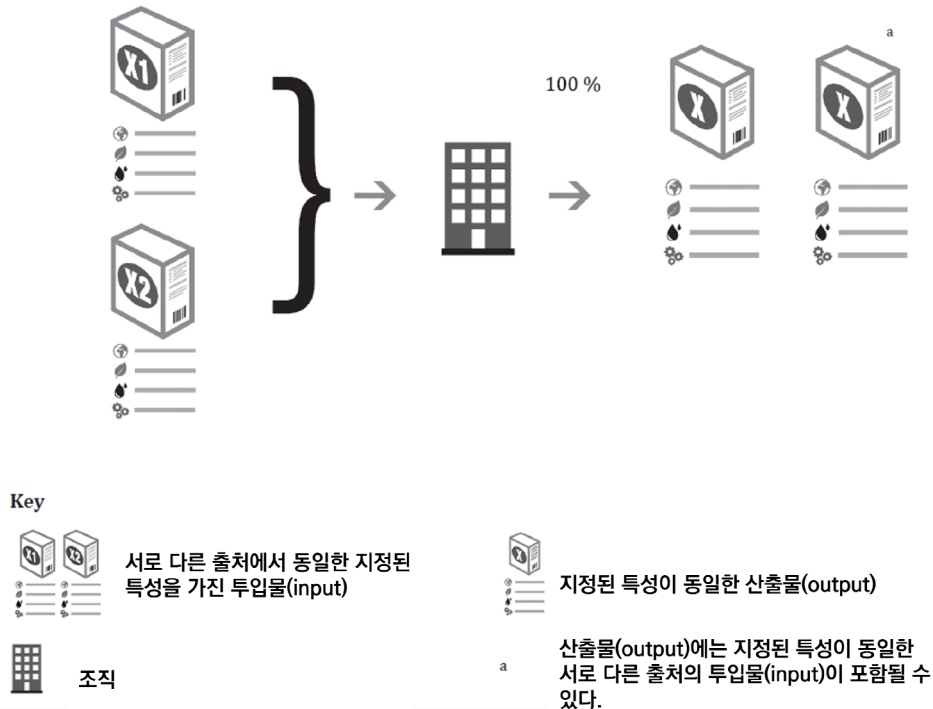 X1
a
100 %
X
X
X2
Key
X1
X2
서로 다른 출처에서 동일한 지정된
특성을 가진 투입물(input)
X
지정된 특성이 동일한 산출물(output)
조직
a
산출물(output)에는 지정된 특성이 동일한
서로 다른 출처의 투입물(input)이 포함될 수
있다.